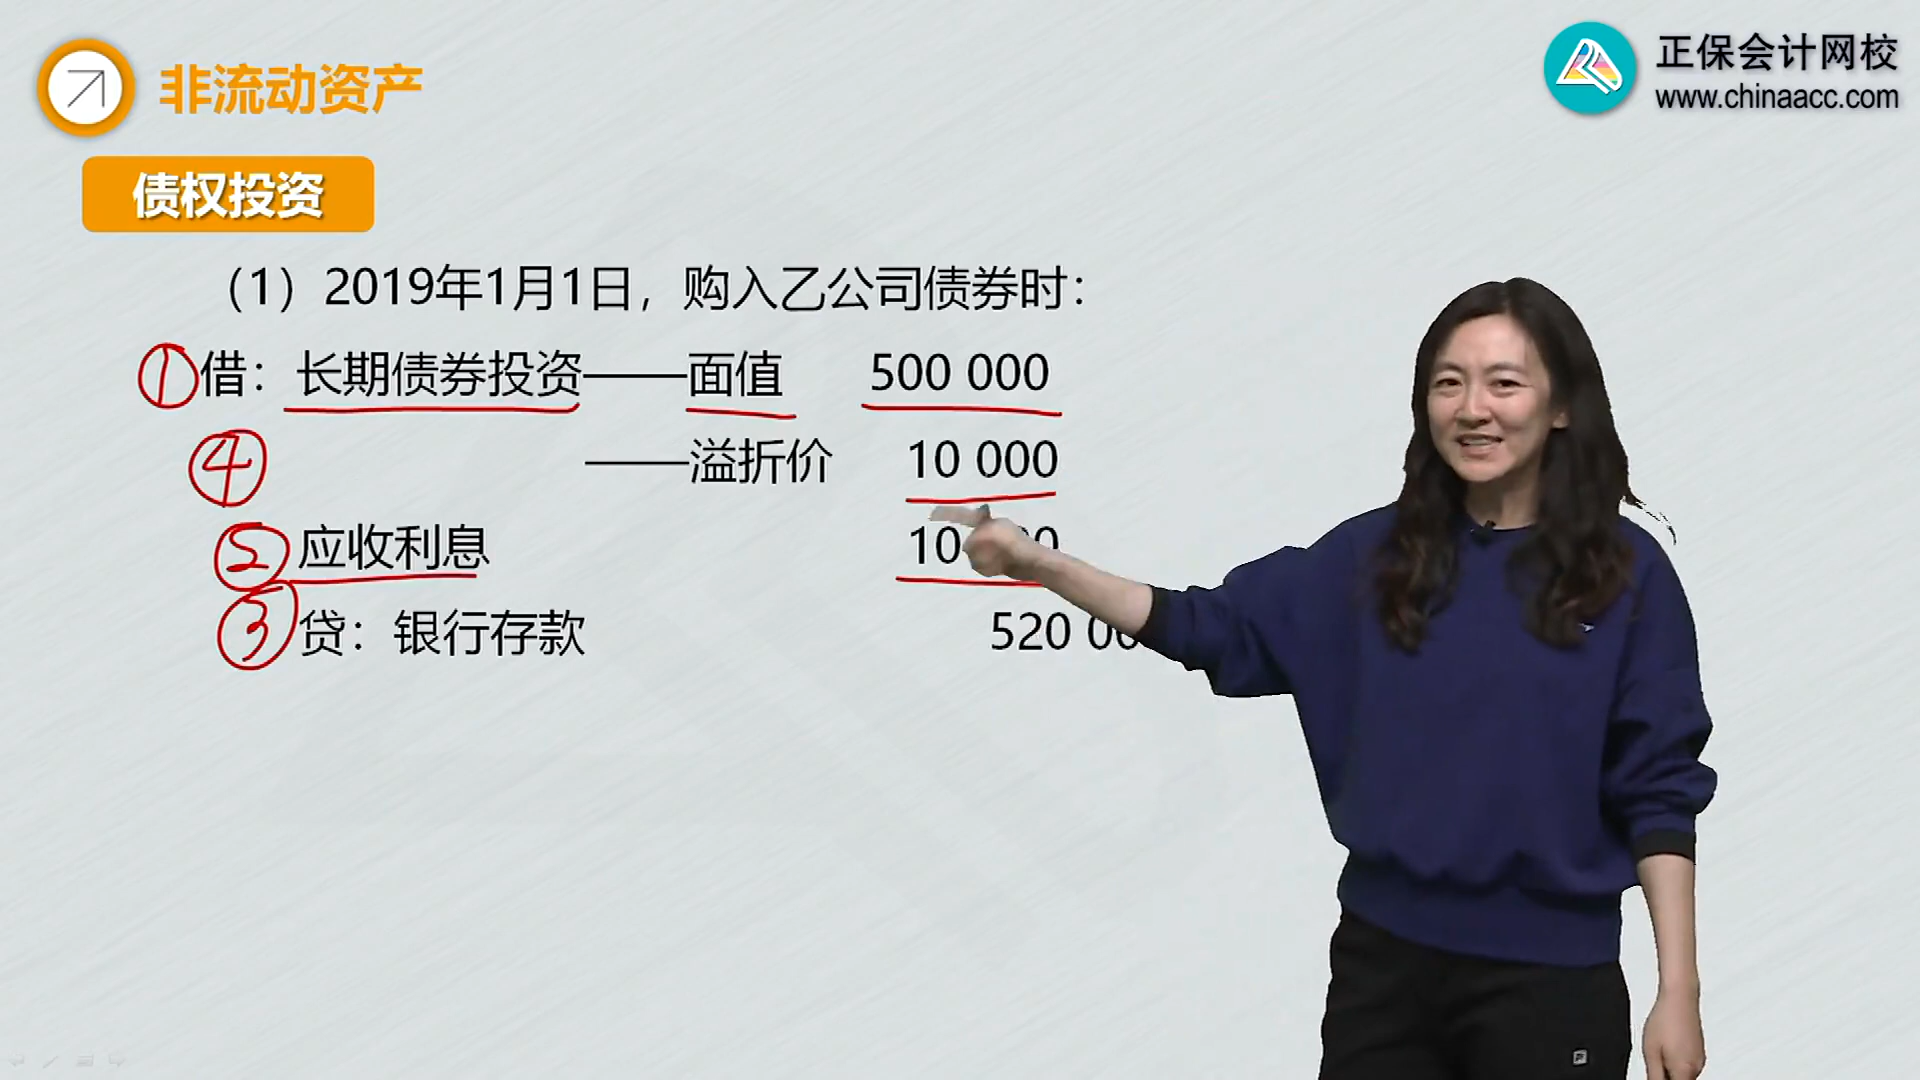 非流动资产
正保会计网校
www.chinaacc.com
债权投资
（1）2019年1月1日，购入乙公司债券时：
① 借：长期债券投资——面值 500 000
④ ——溢折价 10 000
② 应收利息 10
③ 贷：银行存款 520